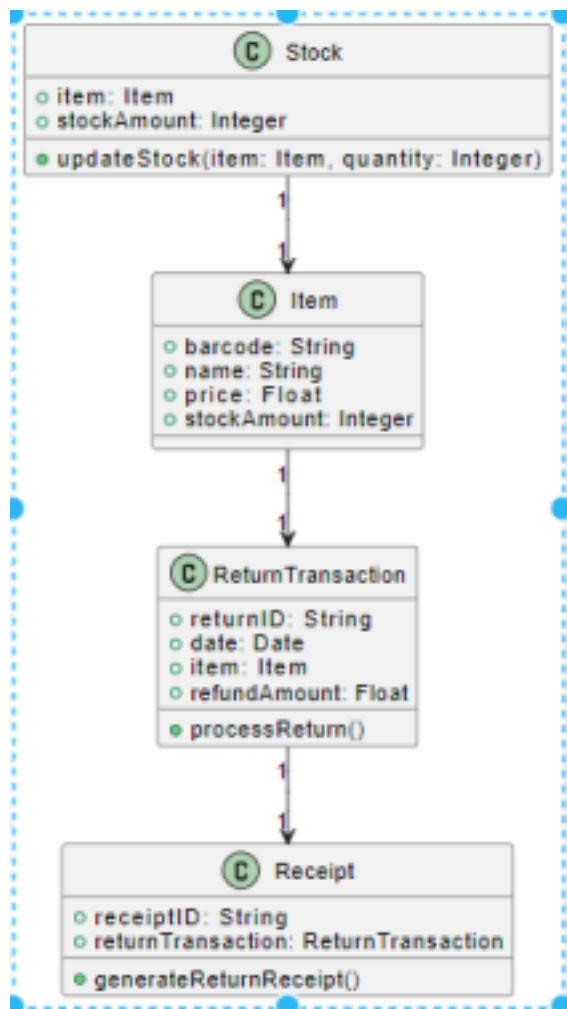 C Stock
item: Item
stockAmount: Integer
updateStock(item: Item, quantity: Integer)
1
1
C Item
barcode: String
name: String
price: Float
stockAmount: Integer
1
1
C ReturnTransaction
returnID: String
date: Date
item: Item
refundAmount: Float
processReturn()
1
1
C Receipt
receiptID: String
returnTransaction: ReturnTransaction
generateReturnReceipt()